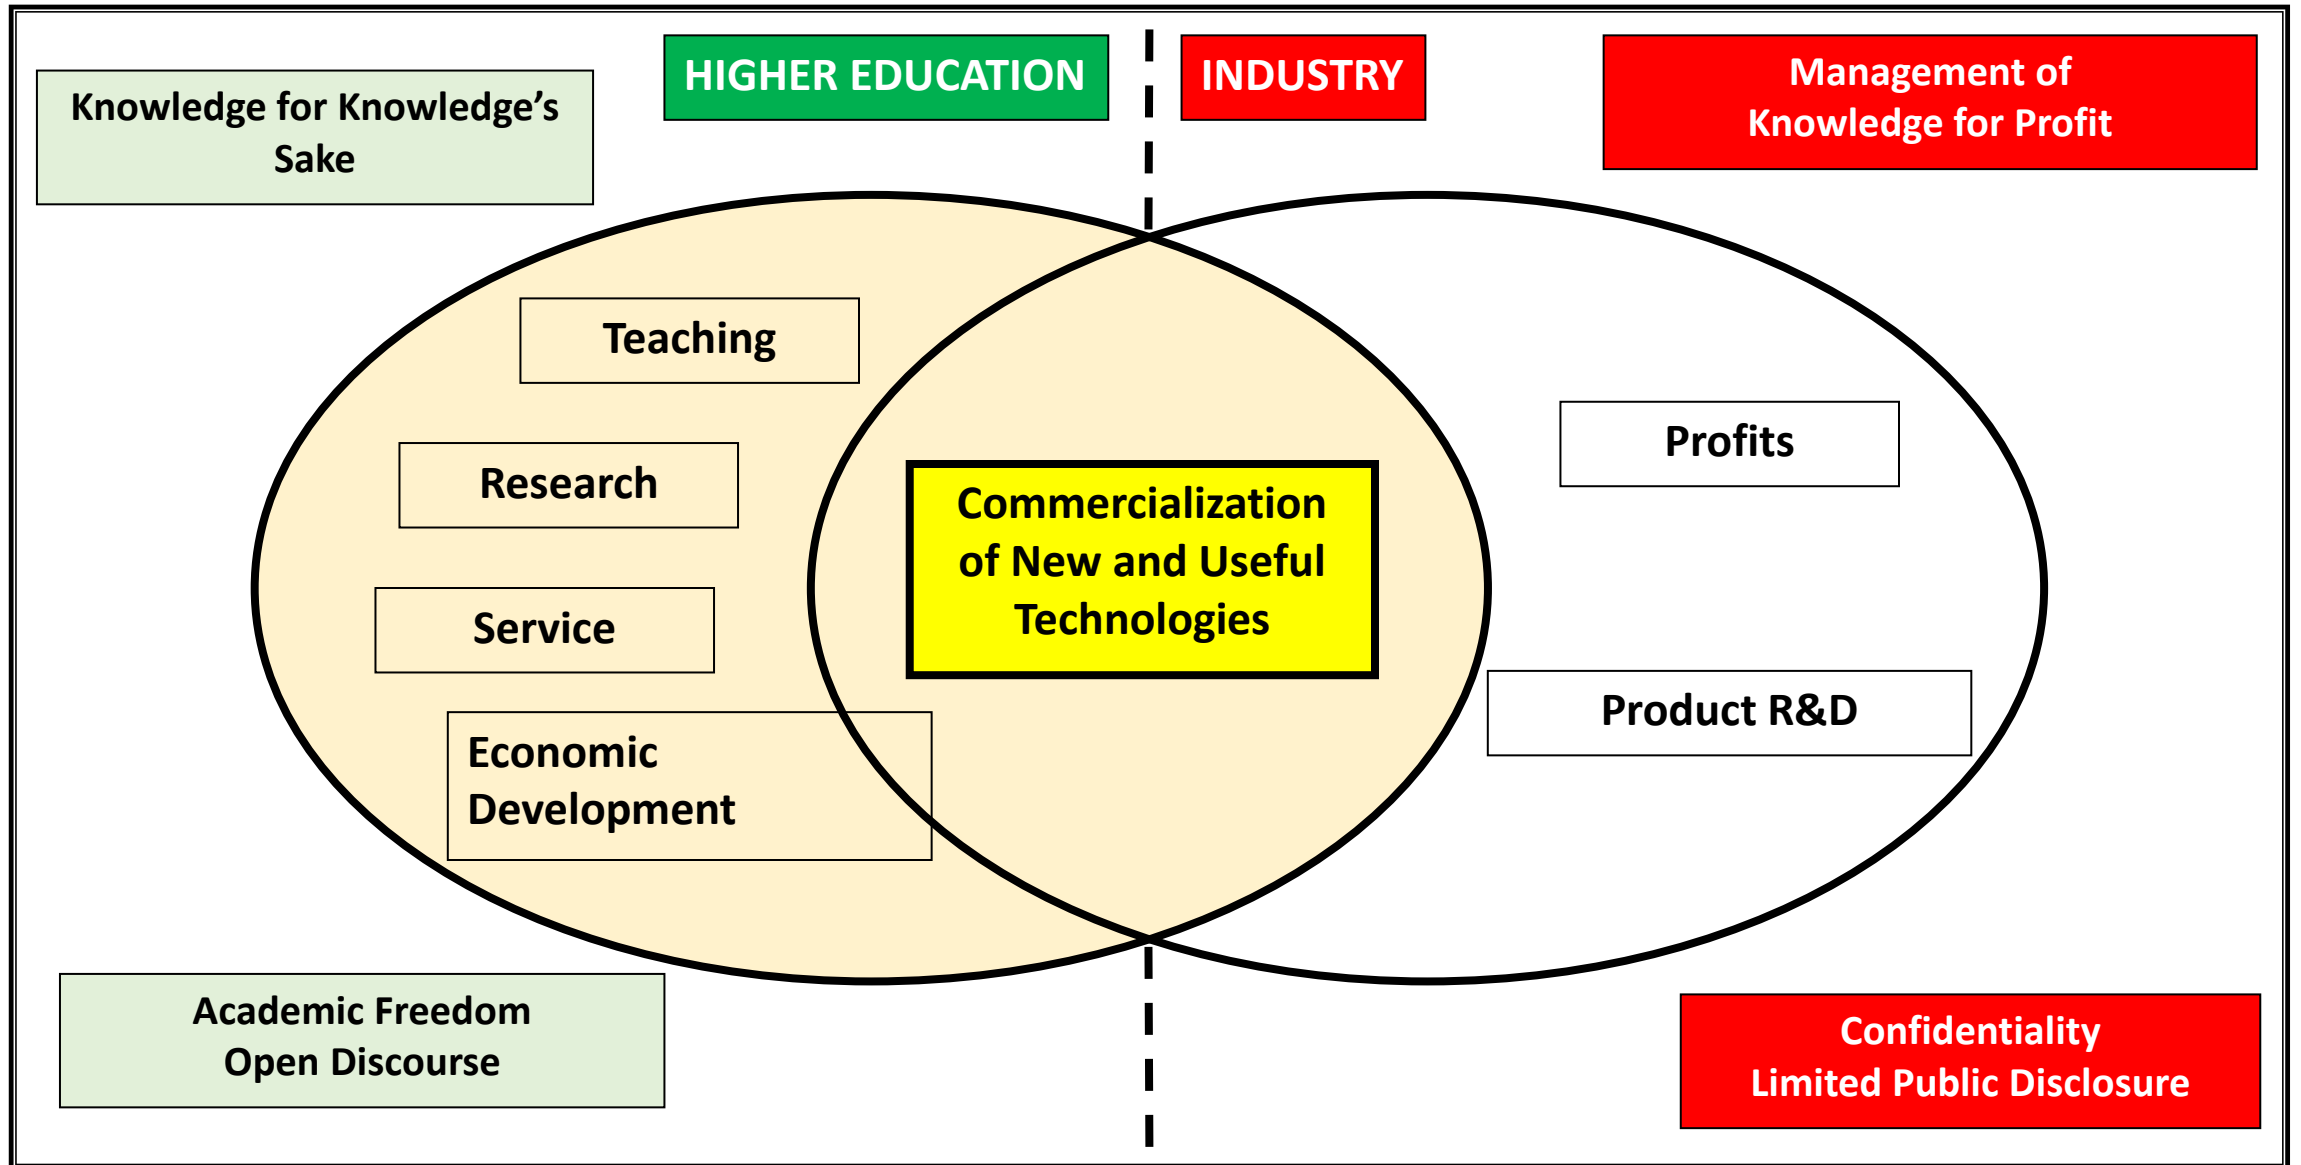 HIGHER EDUCATION
INDUSTRY
Knowledge for Knowledge’s
Sake
Management of
Knowledge for Profit
Teaching
Research
Service
Economic
Development
Commercialization
of New and Useful
Technologies
Profits
Product R&D
Academic Freedom
Open Discourse
Confidentiality
Limited Public Disclosure